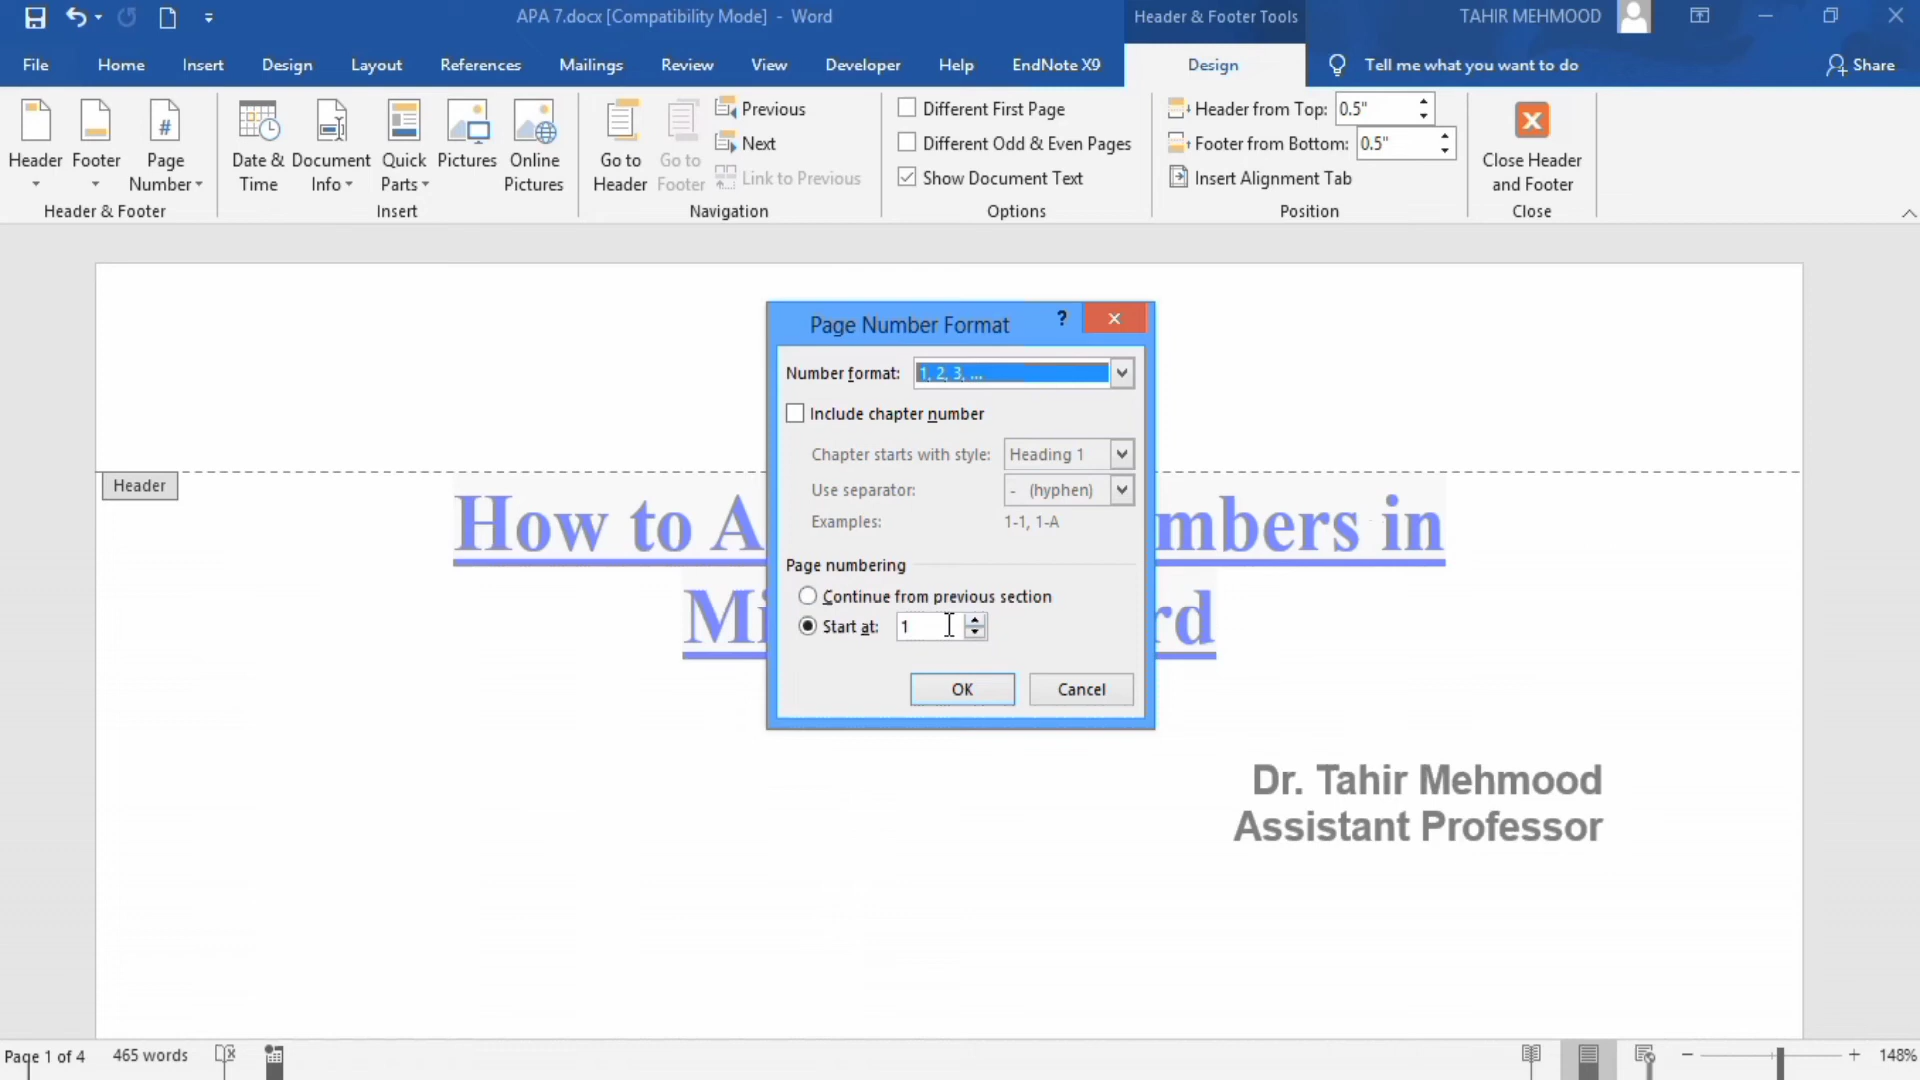 APA 7.docx [Compatibility Mode] - Word
Header & Footer Tools
TAHIR MEHMOOD
File Home Insert Design Layout References Mailings Review View Developer Help EndNote X9 Design Tell me what you want to do Share
Header
Footer
Page
Number
Header & Footer
Date &
Time
Document
Info
Quick
Parts
Pictures
Online
Pictures
Insert
Go to
Header
Go to
Footer
Previous
Next
Link to Previous
Navigation
Different First Page
Different Odd & Even Pages
Show Document Text
Options
Header from Top: 0.5"
Footer from Bottom: 0.5"
Insert Alignment Tab
Position
Close Header
and Footer
Close
Page Number Format ?
Number format: 1, 2, 3, ...
Include chapter number
Chapter starts with style: Heading 1
Use separator: - (hyphen)
Examples: 1-1, 1-A
Page numbering
Continue from previous section
Start at: 1
OK Cancel
Header
How to A mbers in
Mi rd
Dr. Tahir Mehmood
Assistant Professor
Page 1 of 4 465 words 148%